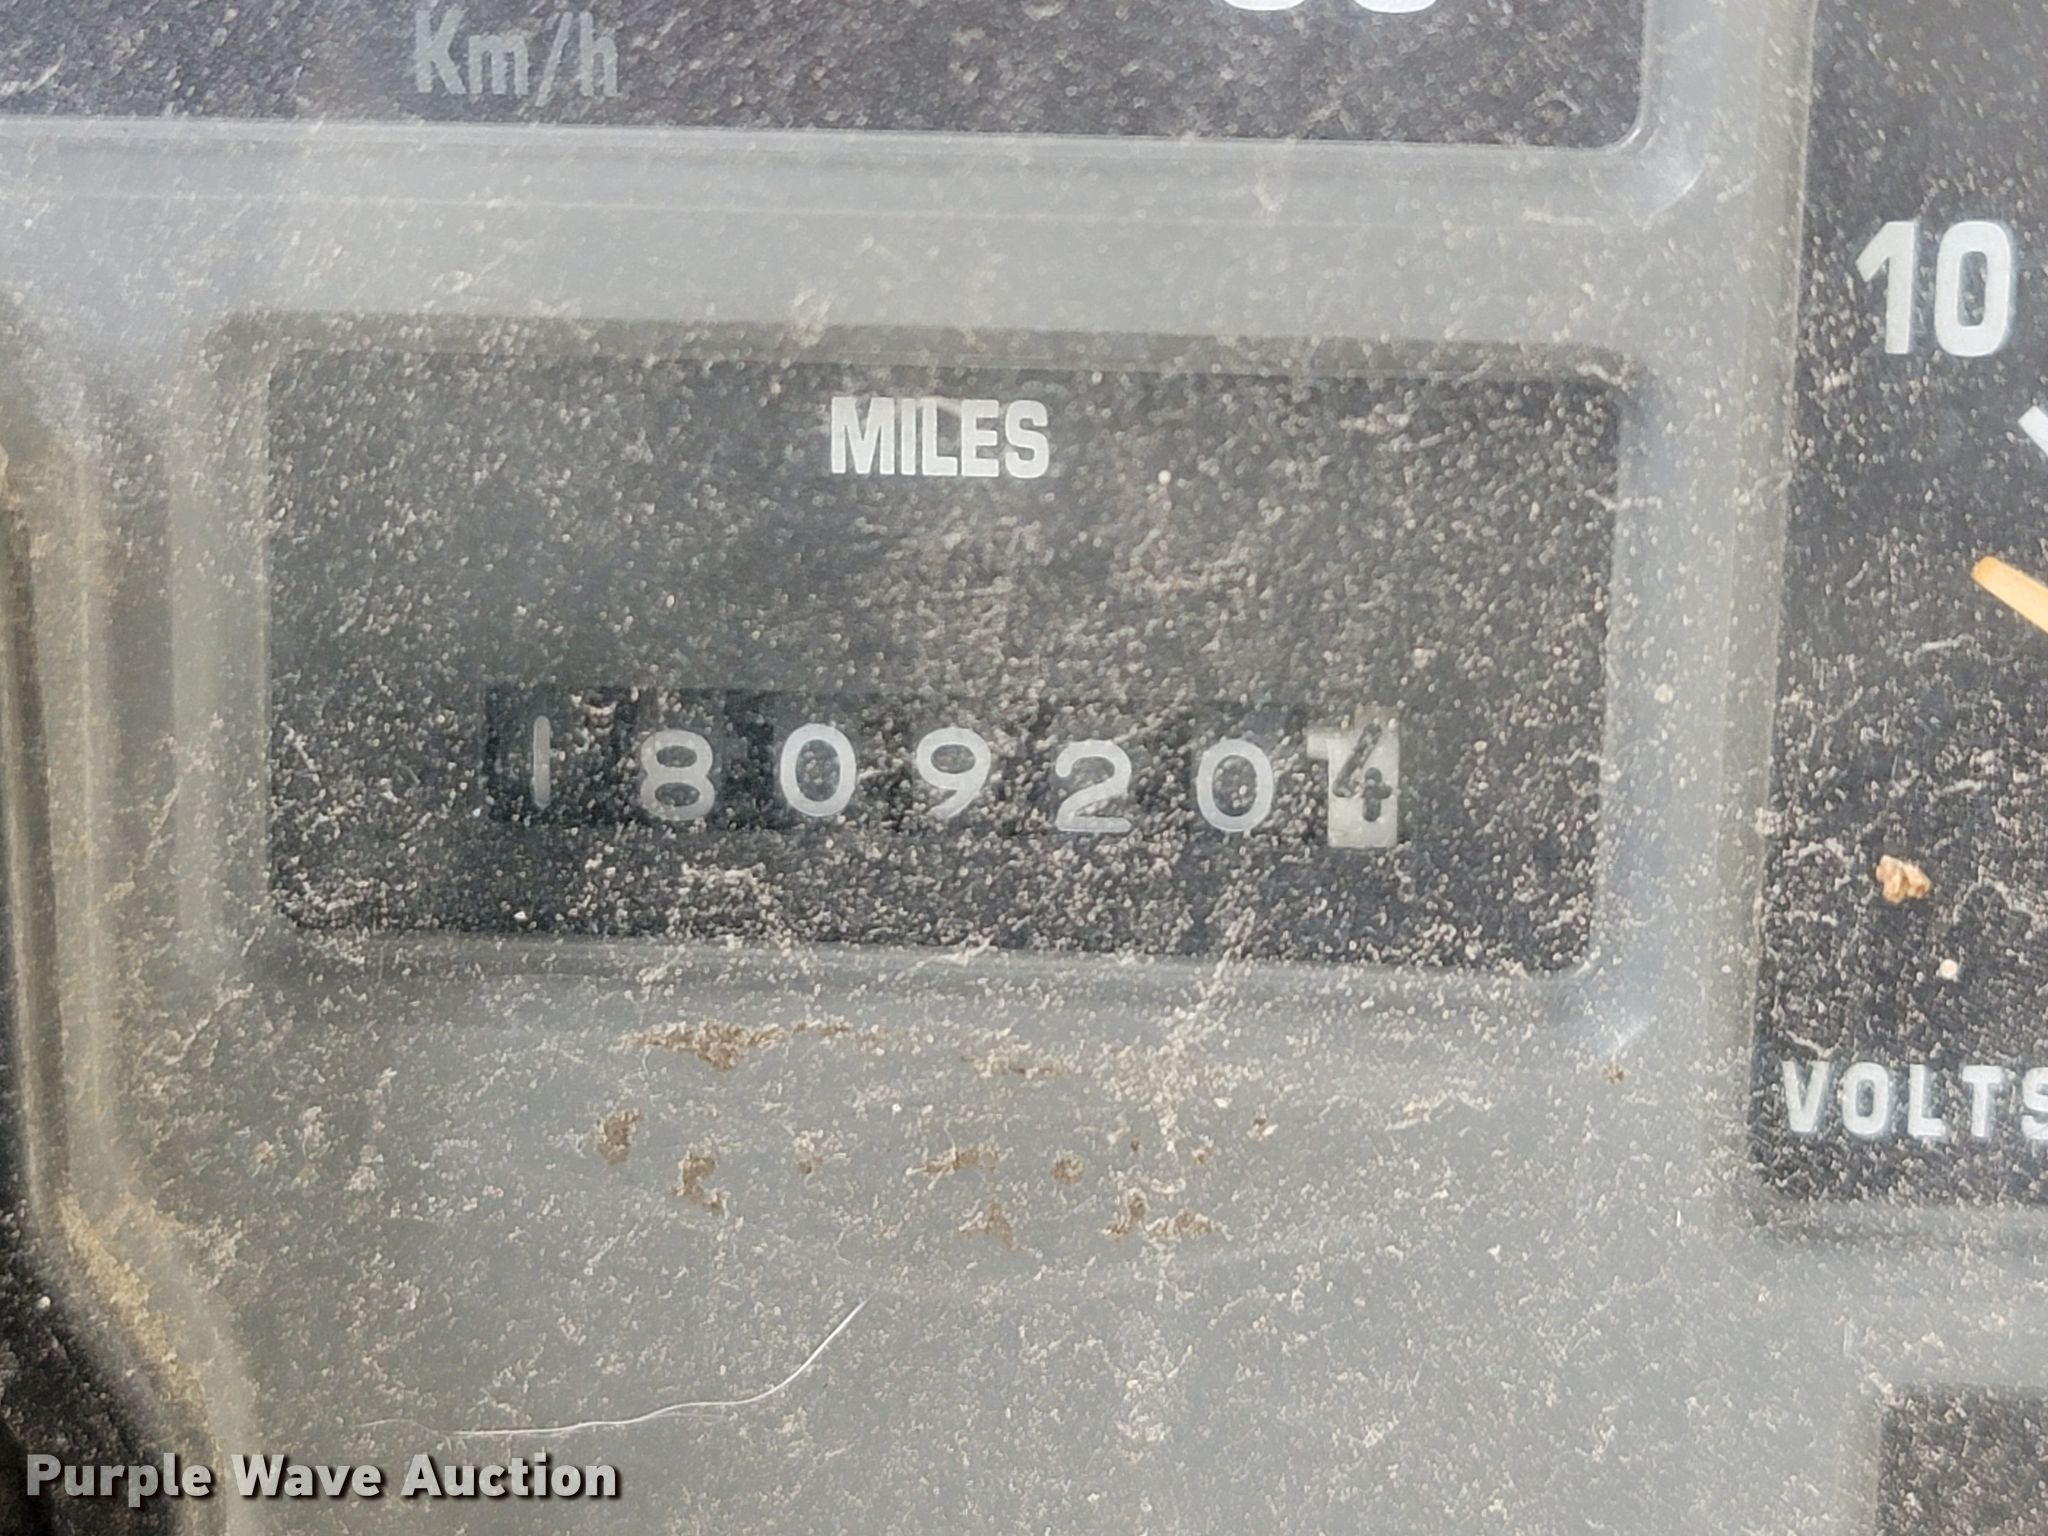 Km/h
10
MILES
1809204
VOLTS
Purple Wave Auction